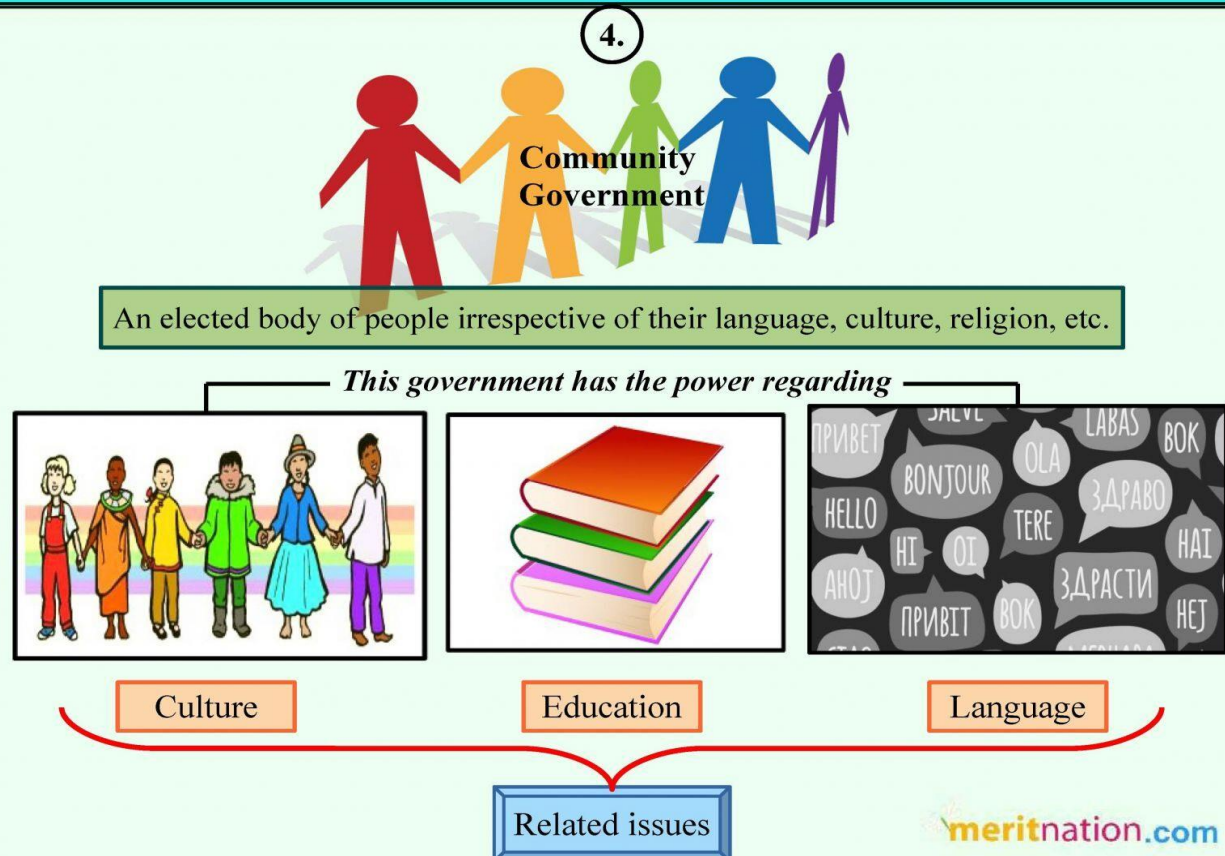 4.
Community
Government
An elected body of people irrespective of their language, culture, religion, etc.
This government has the power regarding
ПРИВЕТ
SALVE
OLA
LABAS
BOK
BONJOUR
ЗДРАВО
HELLO
TERE
HI
OI
HAI
AHOJ
ЗДРАСТИ
ПРИВІТ
BOK
HEJ
Culture
Education
Language
Related issues
meritnation.com